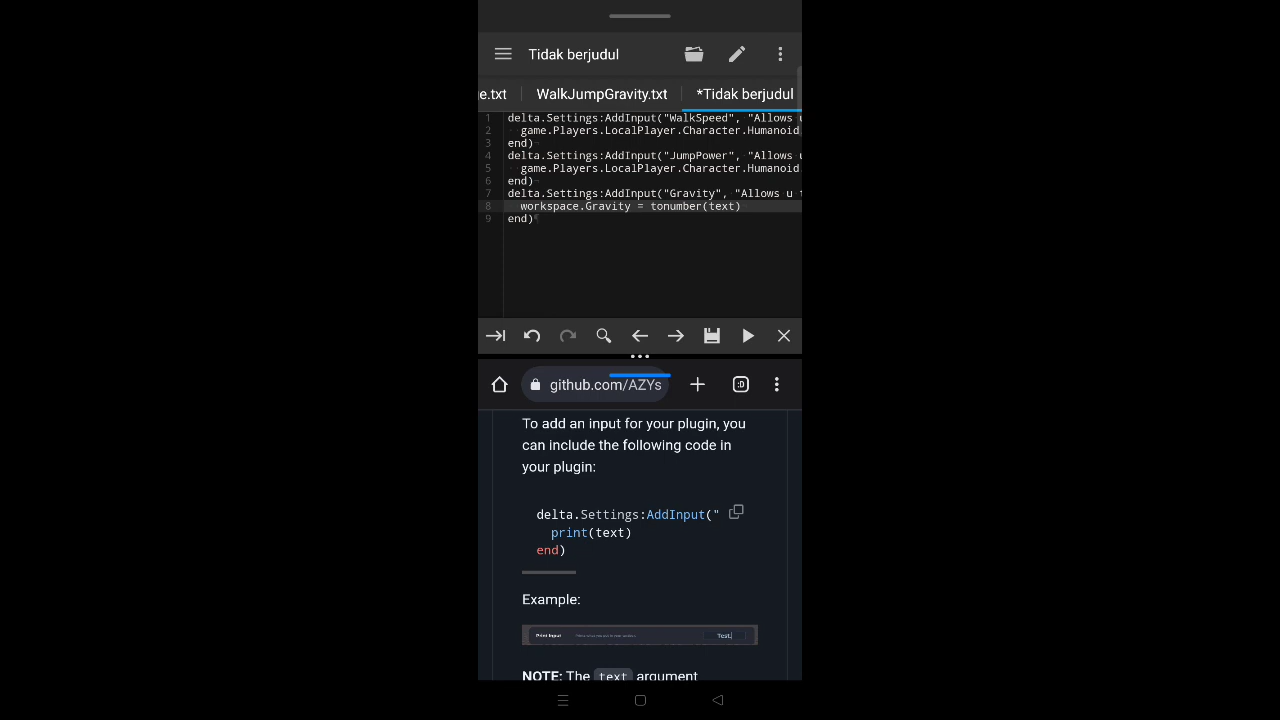 Tidak berjudul
e.txt WalkJumpGravity.txt *Tidak berjudul
1 delta.Settings:AddInput("WalkSpeed", "Allows u
2 game.Players.LocalPlayer.Character.Humanoid
3 end)
4 delta.Settings:AddInput("JumpPower", "Allows u
5 game.Players.LocalPlayer.Character.Humanoid
6 end)
7 delta.Settings:AddInput("Gravity", "Allows u t
8 workspace.Gravity = tonumber(text)
9 end)
github.com/AZYs
:D
To add an input for your plugin, you
can include the following code in
your plugin:
delta.Settings:AddInput("
print(text)
end)
Example:
Print Input
Test
NOTE: The text argument